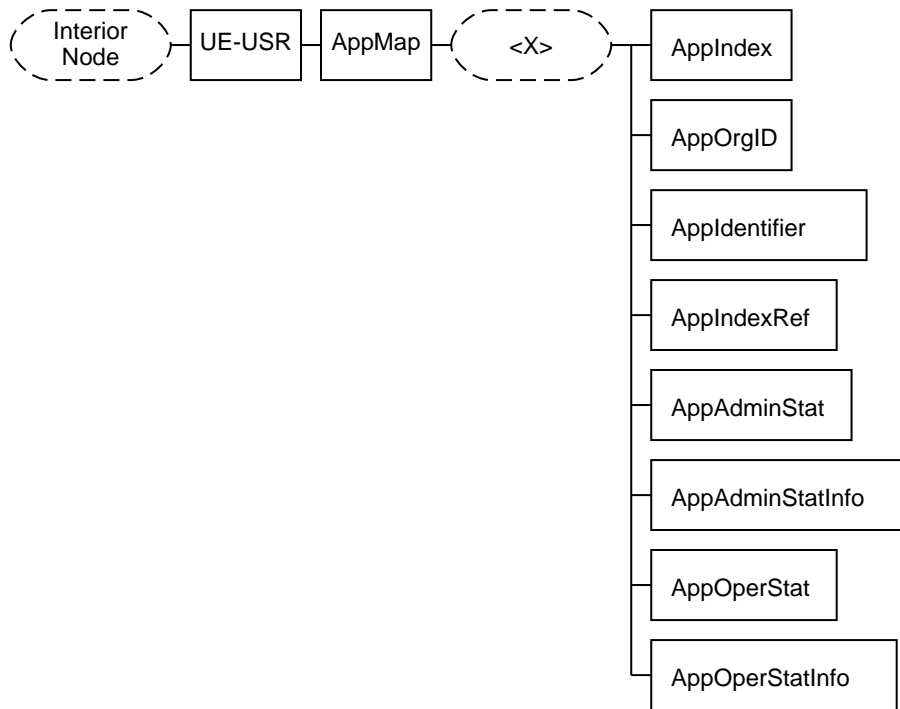 Interior
Node
UE-USR
AppMap
<X>
AppIndex
AppOrgID
AppIdentifier
AppIndexRef
AppAdminStat
AppAdminStatInfo
AppOperStat
AppOperStatInfo